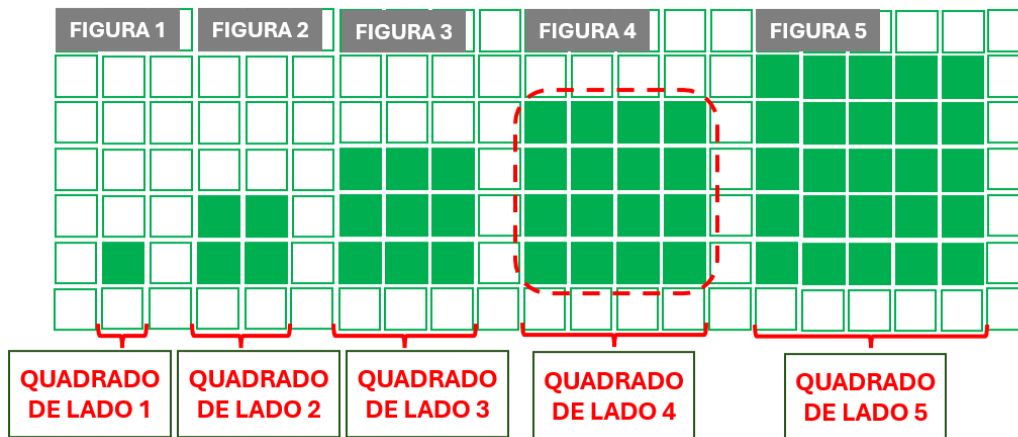 FIGURA 1
FIGURA 2
FIGURA 3
FIGURA 4
FIGURA 5
QUADRADO
DE LADO 1
QUADRADO
DE LADO 2
QUADRADO
DE LADO 3
QUADRADO
DE LADO 4
QUADRADO
DE LADO 5